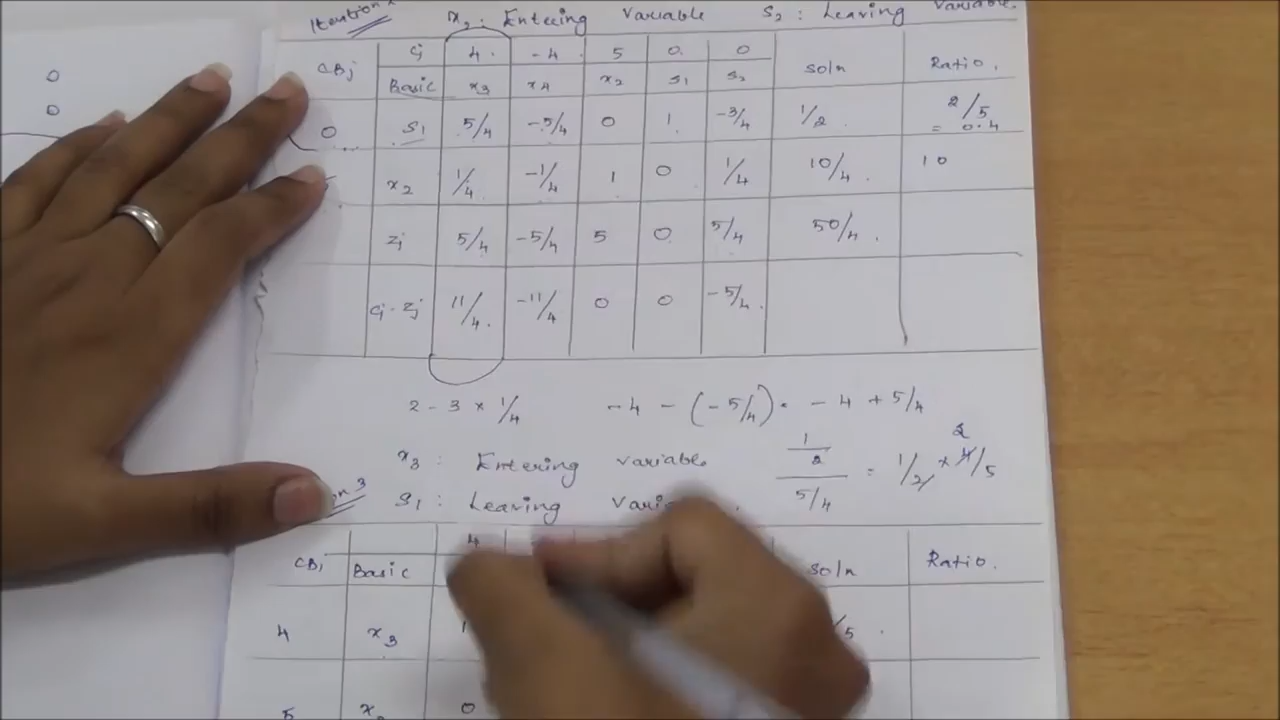 0
0
Iteration x₂ : Entering Variable S₂ : Leaving Variable.
CBj Cj 4 -4 5 0 0 Soln Ratio.
Basic x₃ x₄ x₂ S₁ S₂
0 S₁ 5/4 -5/4 0 1 -3/4 1/2 2/5
= 0.4
x₂ 1/4 -1/4 1 0 1/4 10/4 10
Zj 5/4 -5/4 5 0 5/4 50/4
Cj - Zj 11/4 -11/4 0 0 -5/4
2 - 3 × 1/4 -4 - (-5/4) = -4 + 5/4
x₃ : Entering variable 1/2 / 5/4 = 1/2 × 4/5 2
3
S₁ : Leaving
4
CBj Basic Soln Ratio.
4 x₃ 1 /5
5 0